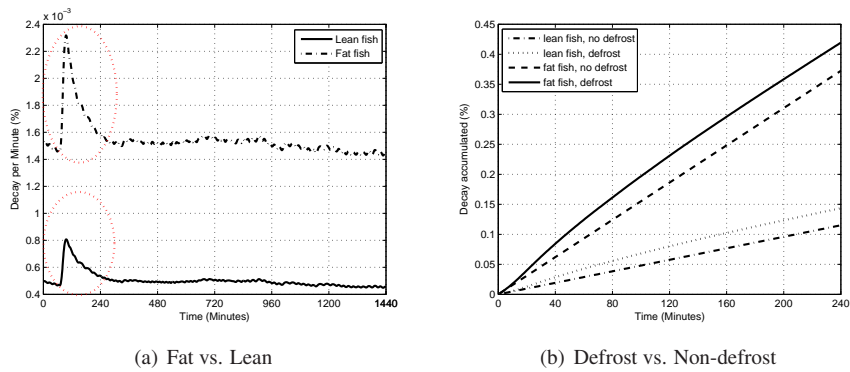 x 10⁻³
2.4
2.2
2
1.8
1.6
1.4
1.2
1
0.8
0.6
0.4
Decay per Minute (%)
0 240 480 720 960 1200 1440
Time (Minutes)
Lean fish
Fat fish
(a) Fat vs. Lean
0.45
0.4
0.35
0.3
0.25
0.2
0.15
0.1
0.05
0
Decay accumulated (%)
0 40 80 120 160 200 240
Time (Minutes)
lean fish, no defrost
lean fish, defrost
fat fish, no defrost
fat fish, defrost
(b) Defrost vs. Non-defrost